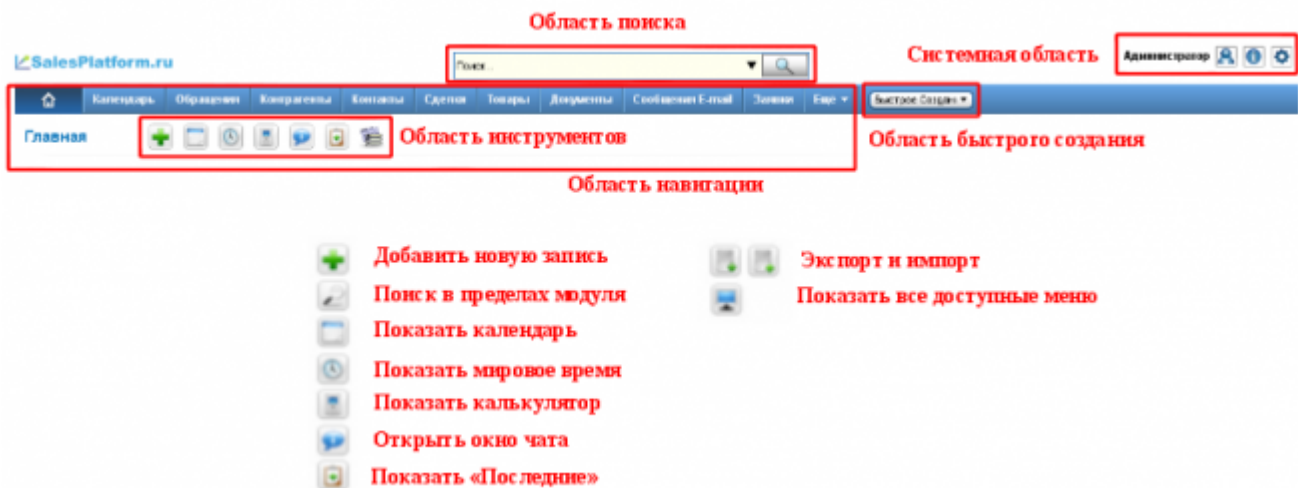 Область поиска
SalesPlatform.ru
Поиск...
Системная область
Администратор
Календарь Обращения Контрагенты Контакты Сделки Товары Документы Сообщения E-mail Заявки Ещё
Быстрое Создан
Главная
Область инструментов
Область быстрого создания
Область навигации
Добавить новую запись
Экспорт и импорт
Поиск в пределах модуля
Показать все доступные меню
Показать календарь
Показать мировое время
Показать калькулятор
Открыть окно чата
Показать «Последние»